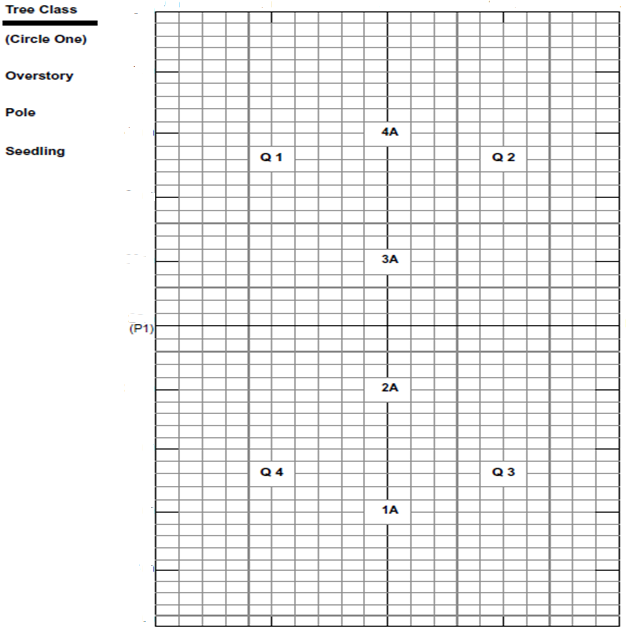 Tree Class
(Circle One)
Overstory
Pole
Seedling
4A
Q 1
Q 2
3A
(P1)
2A
Q 4
Q 3
1A